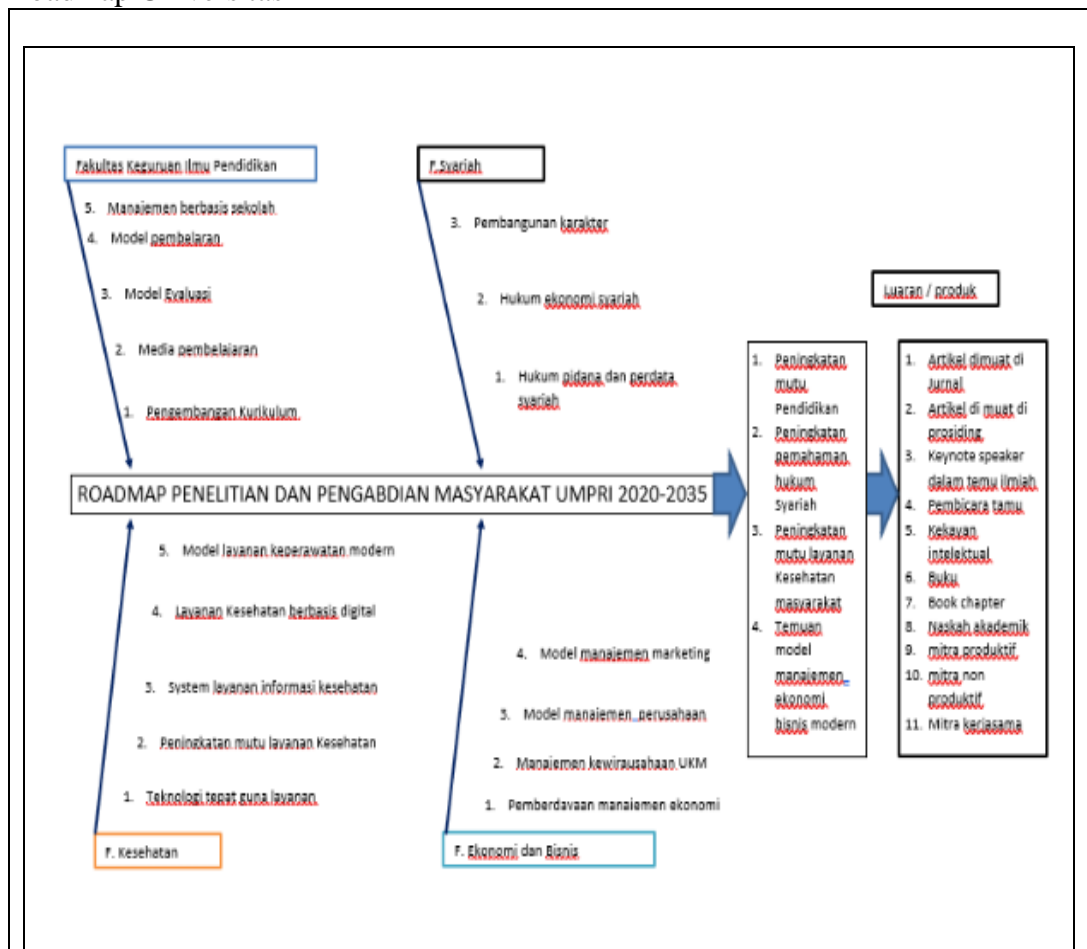 Fakultas Keguruan Ilmu Pendidikan
5. Manajemen berbasis sekolah
4. Model pembelaran
3. Model Evaluasi
2. Media pembelajaran
1. Pengembangan Kurikulum
F.Syariah
3. Pembangunan karakter
2. Hukum ekonomi syariah
1. Hukum pidana dan perdata
syariah
ROADMAP PENELITIAN DAN PENGABDIAN MASYARAKAT UMPRI 2020-2035
5. Model layanan keperawatan modern
4. Layanan Kesehatan berbasis digital
3. System layanan informasi kesehatan
2. Peningkatan mutu layanan Kesehatan
1. Teknologi tepat guna layanan
F. Kesehatan
4. Model manajemen marketing
3. Model manajemen perusahaan
2. Manajemen kewirausahaan UKM
1. Pemberdayaan manajemen ekonomi
F. Ekonomi dan Bisnis
1. Peningkatan
mutu
Pendidikan
2. Peningkatan
pemahaman
hukum
Syariah
3. Peningkatan
mutu layanan
Kesehatan
masyarakat
4. Temuan
model
manajemen
ekonomi
bisnis modern
Luaran / produk
1. Artikel dimuat di
Jurnal
2. Artikel di muat di
prosiding
3. Keynote speaker
dalam temu ilmiah
4. Pembicara tamu
5. Kekayan
intelektual
6. Buku
7. Book chapter
8. Naskah akademik
9. mitra produktif
10. mitra non
produktif
11. Mitra kerjasama